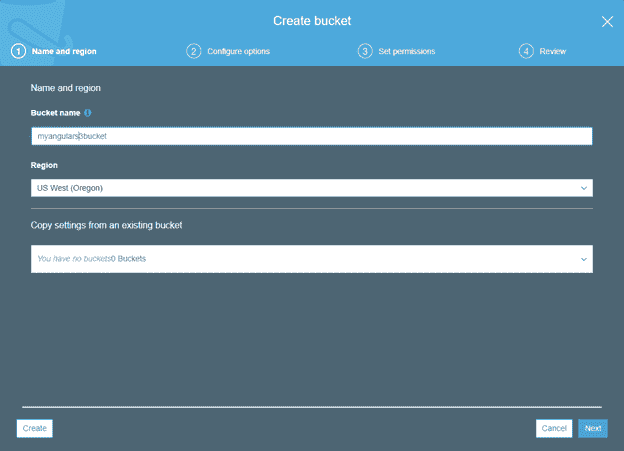 Create bucket
1 Name and region
2 Configure options
3 Set permissions
4 Review
Name and region
Bucket name
myangulars3bucket
Region
US West (Oregon)
Copy settings from an existing bucket
You have no buckets0 Buckets
Create
Cancel
Next